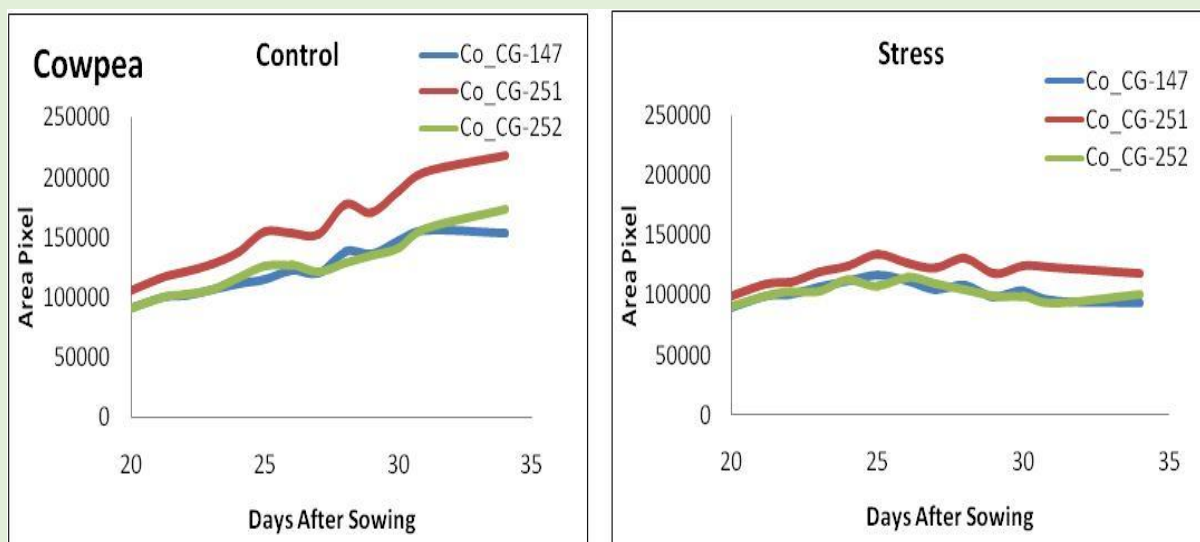 Cowpea
Control
Co_CG-147
Co_CG-251
Co_CG-252
250000
200000
150000
100000
50000
0
Area Pixel
20 25 30 35
Days After Sowing
Stress
Co_CG-147
Co_CG-251
Co_CG-252
250000
200000
150000
100000
50000
0
Area Pixel
20 25 30 35
Days After Sowing